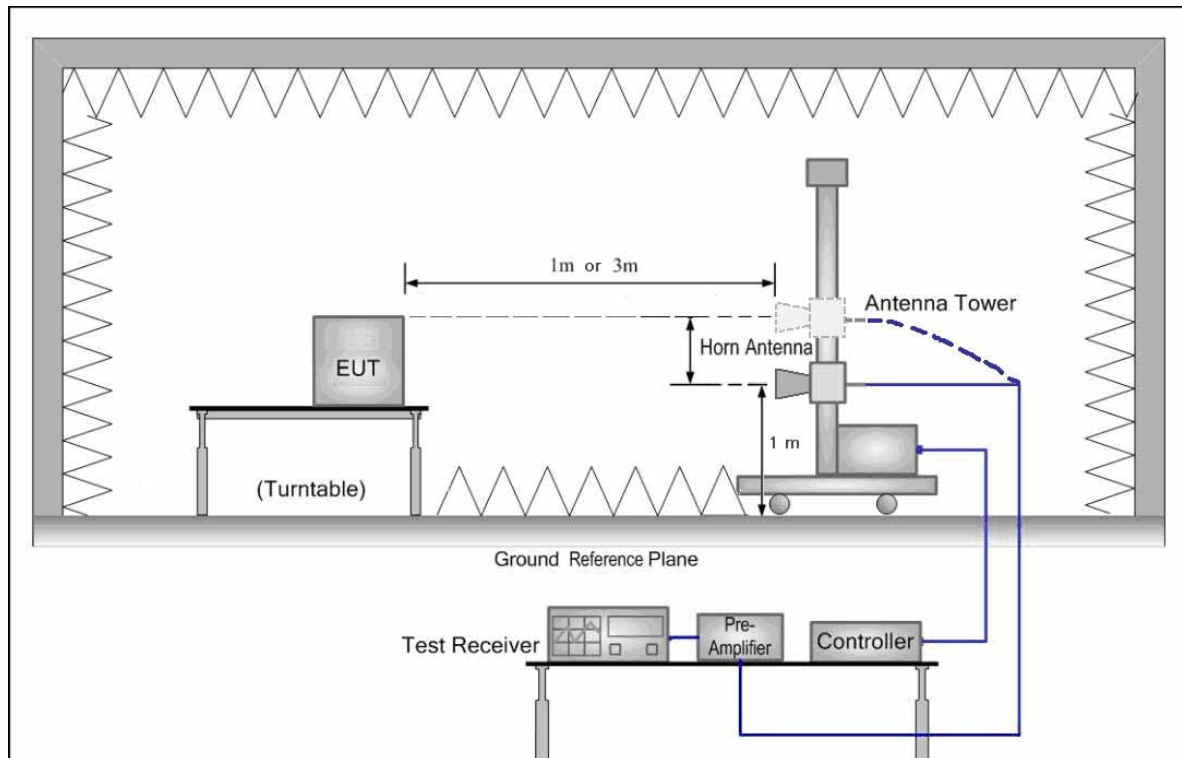 1m or 3m
Antenna Tower
Horn Antenna
EUT
1 m
(Turntable)
Ground Reference Plane
Test Receiver
Pre-
Amplifier
Controller